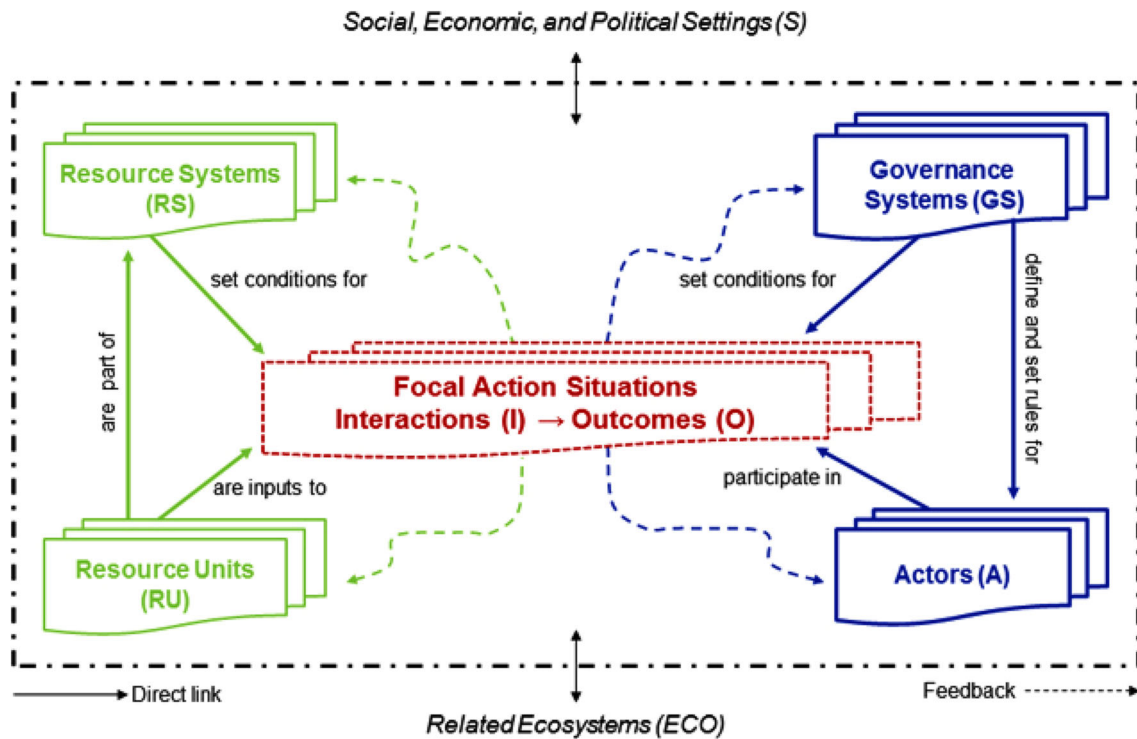 Social, Economic, and Political Settings (S)
Resource Systems
(RS)
Governance
Systems (GS)
set conditions for
set conditions for
are part of
define and set rules for
Focal Action Situations
Interactions (I) → Outcomes (O)
are inputs to
participate in
Resource Units
(RU)
Actors (A)
Direct link
Feedback
Related Ecosystems (ECO)